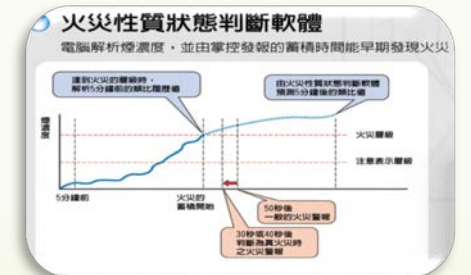 火災性質狀態判斷軟體
電腦解析煙濃度，並由掌控發報的蓄積時間能早期發現火災
達到火災的層級時，
解析5分鐘前的類比履歷值
由火災性質狀態判斷軟體
預測5分鐘後的類比值
煙濃度
火災層級
注意表示層級
5分鐘前
火災的
蓄積開始
50秒後
一般的火災警報
30秒或40秒後
判斷為真火災時
之火災警報